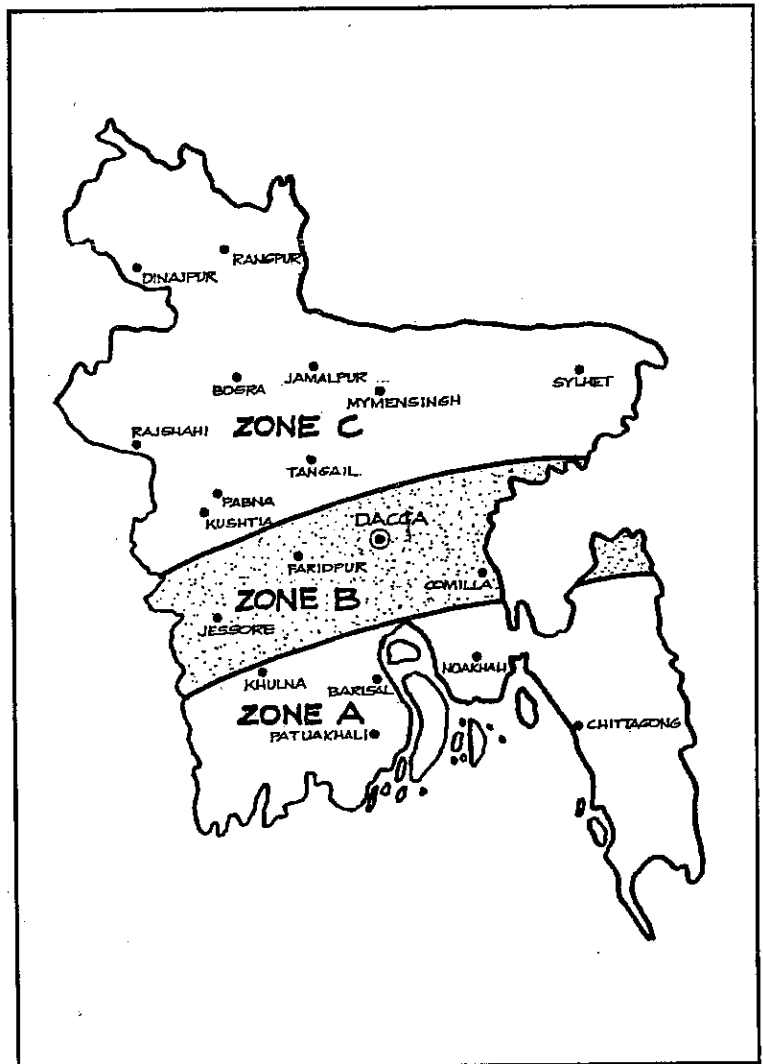 RANGPUR
DINAJPUR
JAMALPUR
SYLHET
BOGRA
MYMENSINGH
RAJSHAHI
ZONE C
TANGAIL
PABNA
KUSHTIA
DACCA
FARIDPUR
COMILLA
ZONE B
JESSORE
NOAKHALI
KHULNA
BARISAL
ZONE A
CHITTAGONG
PATUAKHALI